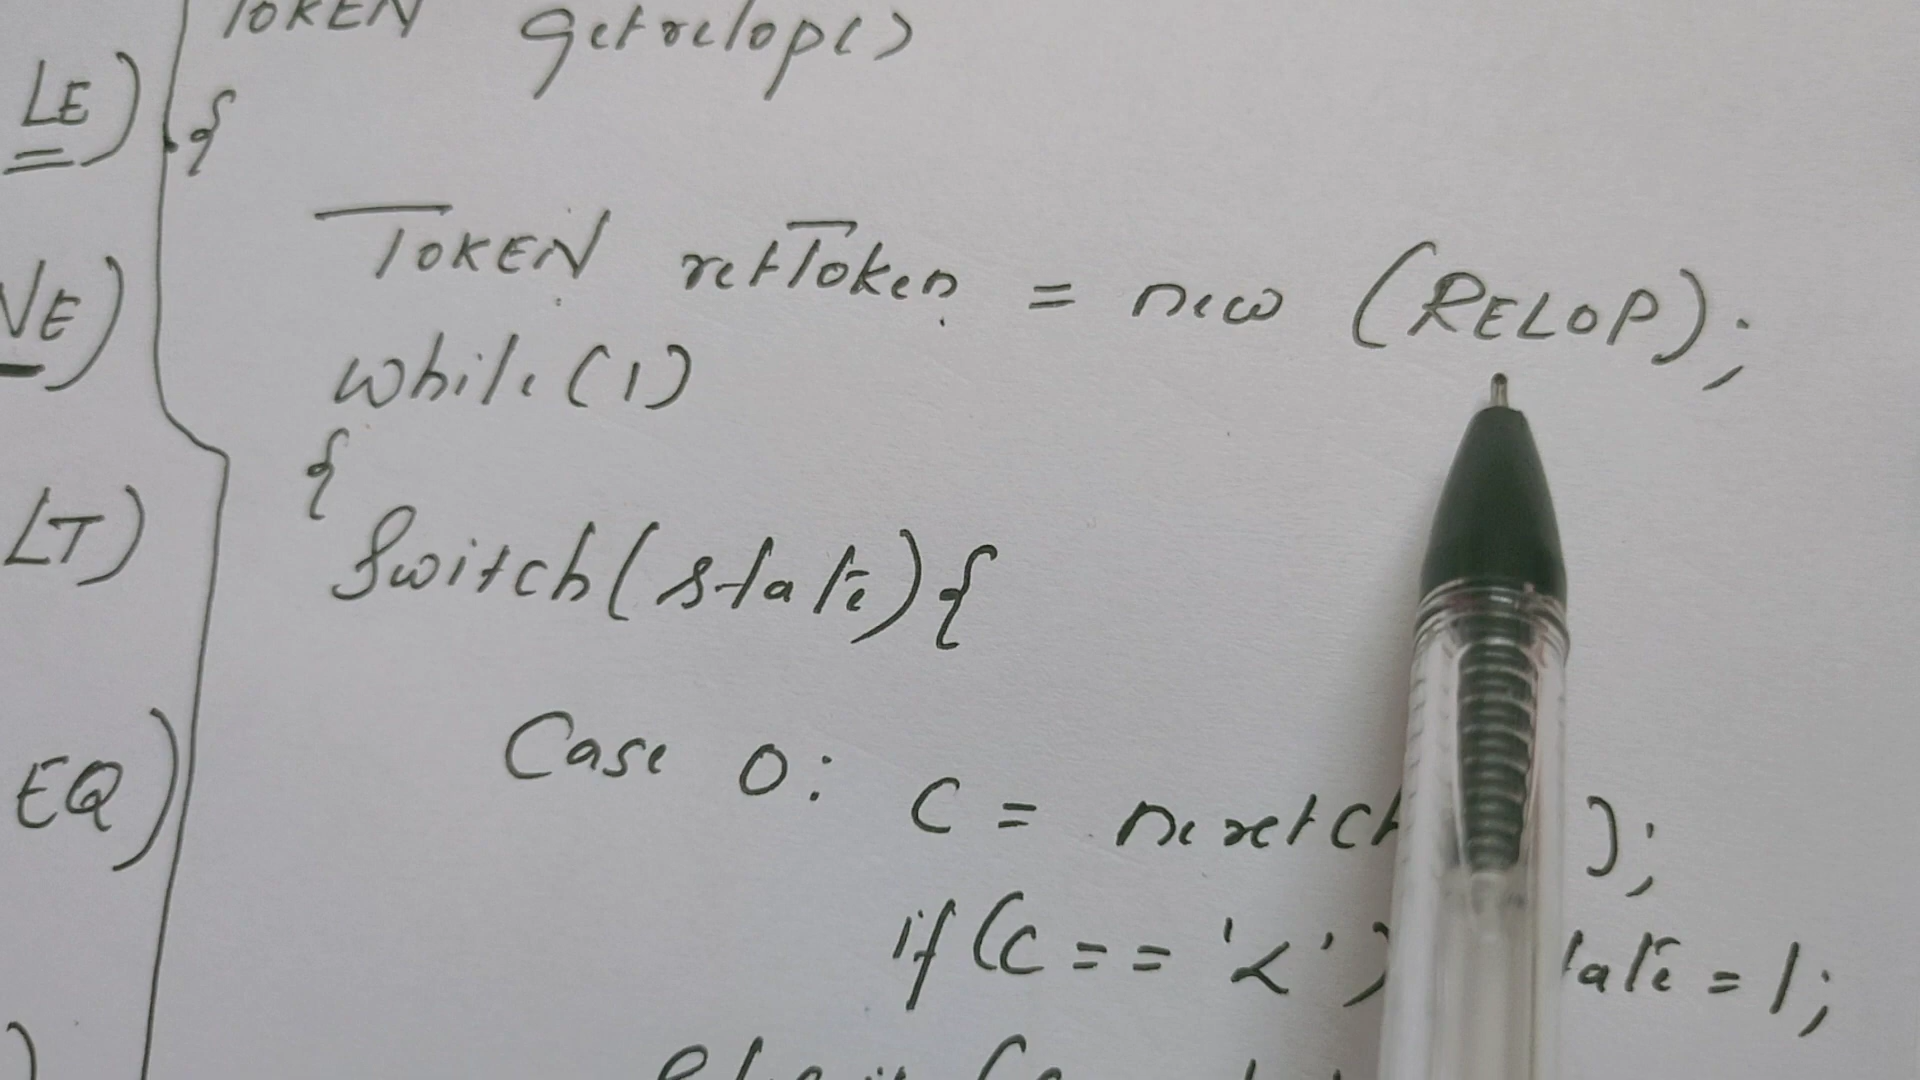 TOKEN getrelop()
LE) {
TOKEN retToken = new (RELOP);
NE)
while(1)
{
LT)
switch(state){
EQ)
Case 0: C = nextch );
if(C == '<') tate = 1;
)